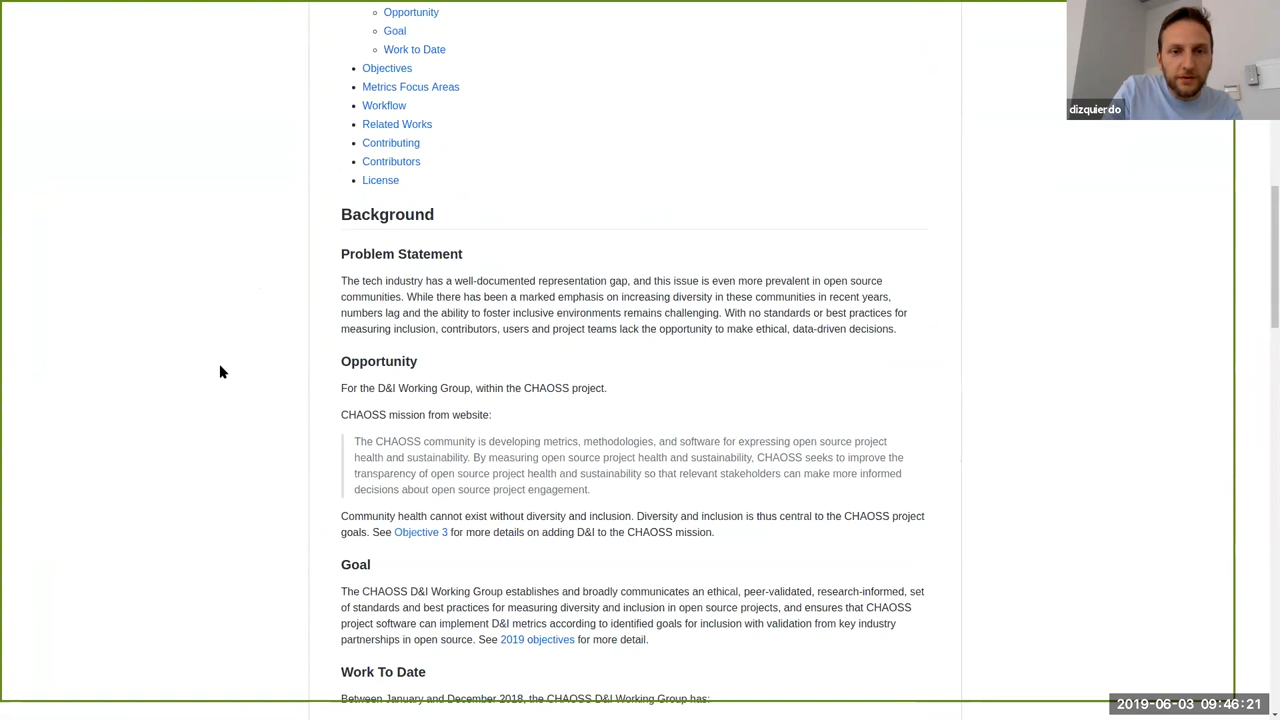 Opportunity
Goal
Work to Date
Objectives
Metrics Focus Areas
Workflow
Related Works
Contributing
Contributors
License
dizquierdo
Background
Problem Statement
The tech industry has a well-documented representation gap, and this issue is even more prevalent in open source
communities. While there has been a marked emphasis on increasing diversity in these communities in recent years,
numbers lag and the ability to foster inclusive environments remains challenging. With no standards or best practices for
measuring inclusion, contributors, users and project teams lack the opportunity to make ethical, data-driven decisions.
Opportunity
For the D&I Working Group, within the CHAOSS project.
CHAOSS mission from website:
The CHAOSS community is developing metrics, methodologies, and software for expressing open source project
health and sustainability. By measuring open source project health and sustainability, CHAOSS seeks to improve the
transparency of open source project health and sustainability so that relevant stakeholders can make more informed
decisions about open source project engagement.
Community health cannot exist without diversity and inclusion. Diversity and inclusion is thus central to the CHAOSS project
goals. See Objective 3 for more details on adding D&I to the CHAOSS mission.
Goal
The CHAOSS D&I Working Group establishes and broadly communicates an ethical, peer-validated, research-informed, set
of standards and best practices for measuring diversity and inclusion in open source projects, and ensures that CHAOSS
project software can implement D&I metrics according to identified goals for inclusion with validation from key industry
partnerships in open source. See 2019 objectives for more detail.
Work To Date
Between January and December 2018, the CHAOSS D&I Working Group has:
2019-06-03 09:46:21